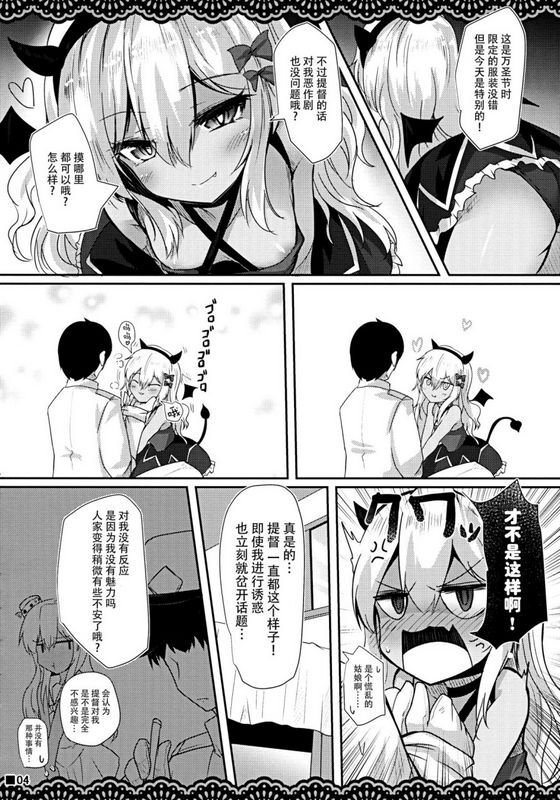 这是万圣节时
限定的服装没错
但是今天是特别的！
不过提督的话
对我恶作剧
也没问题哦？
摸哪里
都可以哦？
怎么样？
ゴロゴロゴロゴロ
才不是这样啊！
是个慌乱的
姑娘啊……
真是的…
提督一直都这个样子！
即使我进行诱惑
也立刻就岔开
话题…
对我没有反应
是因为我没有魅力吗
人家变得稍微有
些不安了哦？
会认为
提督对我
是不是完全
不感兴趣…
并没有
那种事情…
04